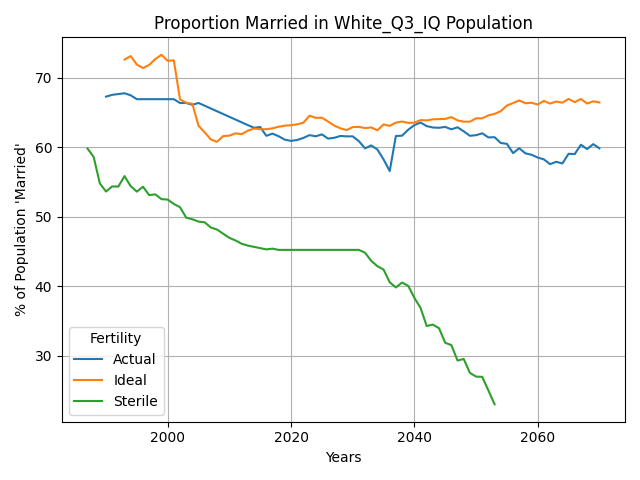 Proportion Married in White_Q3_IQ Population
% of Population 'Married'
70
60
50
40
30
Fertility
Actual
Ideal
Sterile
2000 2020 2040 2060
Years